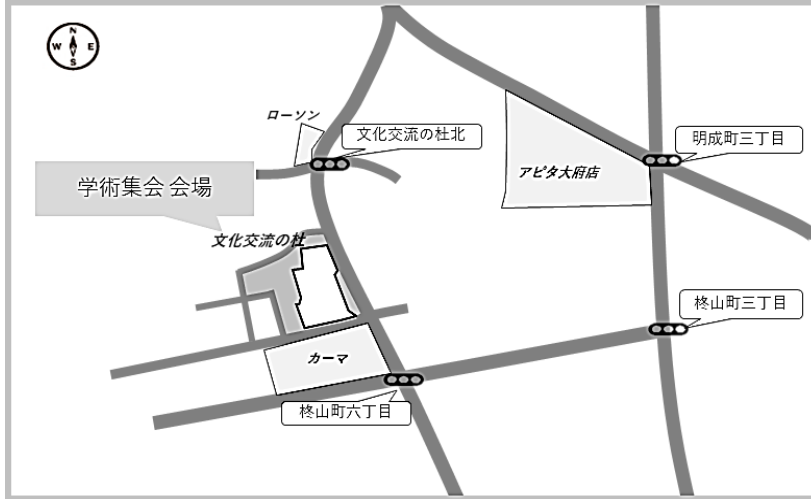 N
W
E
S
ローソン
文化交流の杜北
明成町三丁目
アピタ大府店
学術集会 会場
文化交流の杜
柊山町三丁目
カーマ
柊山町六丁目